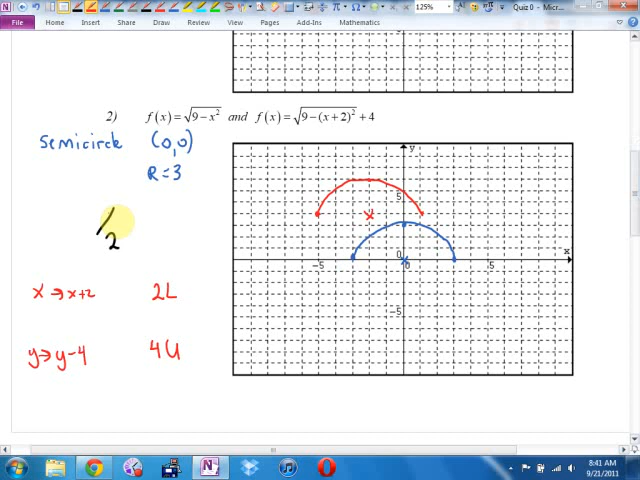 Quiz 0 - Micr...
File Home Insert Share Draw Review View Add-Ins Mathematics
125%
2) f(x) = √9 − x² and f(x) = √9 − (x + 2)² + 4
Semicircle (0,0)
R = 3
/2
x → x+2 2L
y → y-4 4U
y
5
0
x
-5 0 5
-5
8:41 AM
9/21/2011